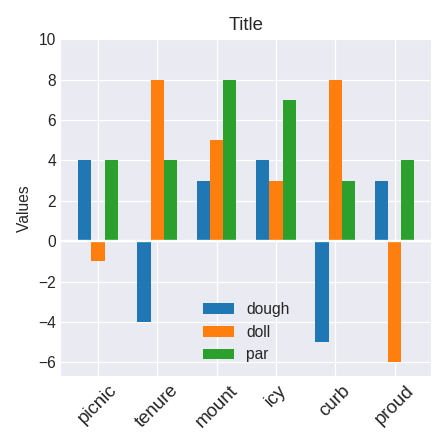 Title
10
8
6
4
2
0
−2
−4
−6
Values
dough
doll
par
picnic
tenure
mount
icy
curb
proud